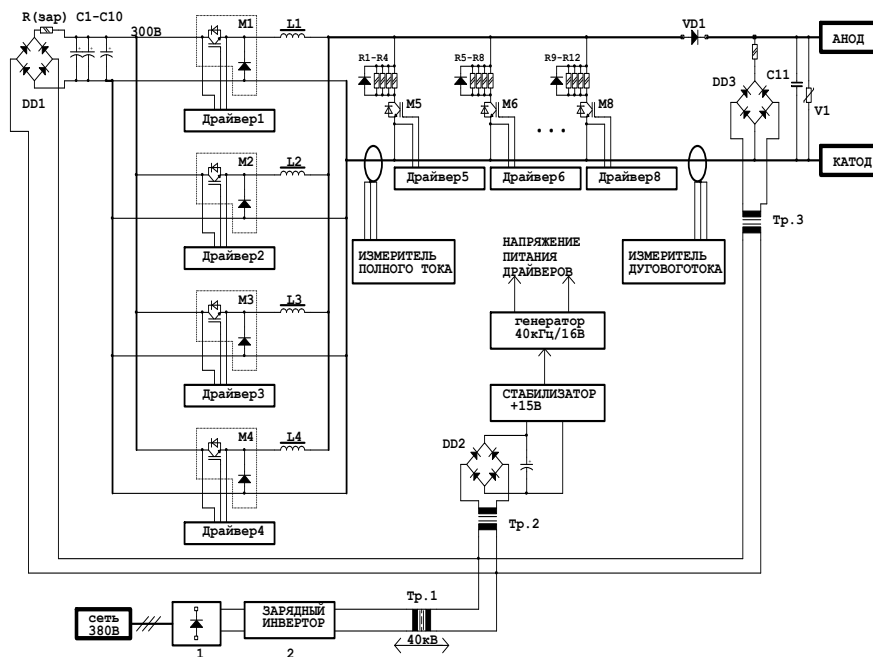 R(зар) C1-C10
300В
M1
L1
VD1
АНОД
R1-R4
R5-R8
R9-R12
DD3
C11
M5
M6
M8
V1
DD1
Драйвер1
M2
L2
...
КАТОД
Драйвер5
Драйвер6
Драйвер8
Драйвер2
Тр.3
ИЗМЕРИТЕЛЬ
ПОЛНОГО ТОКА
НАПРЯЖЕНИЕ
ПИТАНИЯ
ДРАЙВЕРОВ
ИЗМЕРИТЕЛЬ
ДУГОВОГОТОКА
M3
L3
генератор
40кГц/16В
Драйвер3
СТАБИЛИЗАТОР
+15В
M4
L4
DD2
Драйвер4
Тр.2
Тр.1
сеть
380В
ЗАРЯДНЫЙ
ИНВЕРТОР
40кВ
1
2